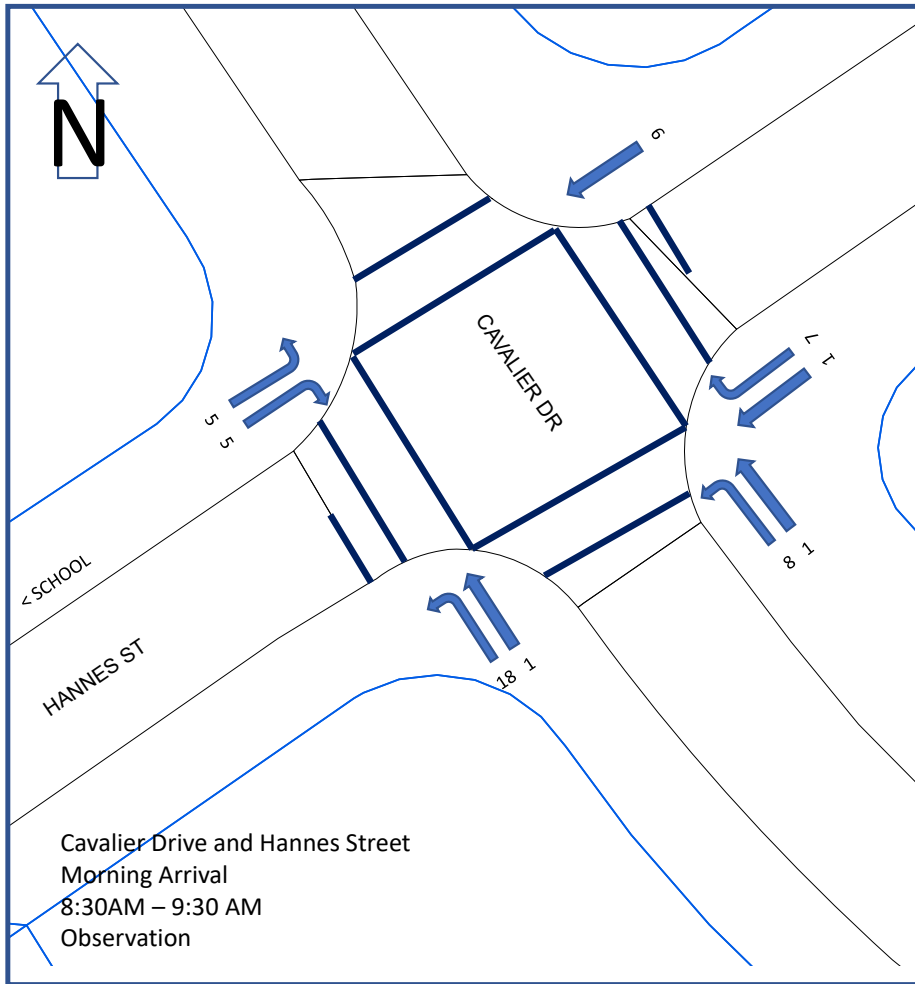 N
6
CAVALIER DR
7 1
5 5
8 1
< SCHOOL
HANNES ST
18 1
Cavalier Drive and Hannes Street
Morning Arrival
8:30AM – 9:30 AM
Observation